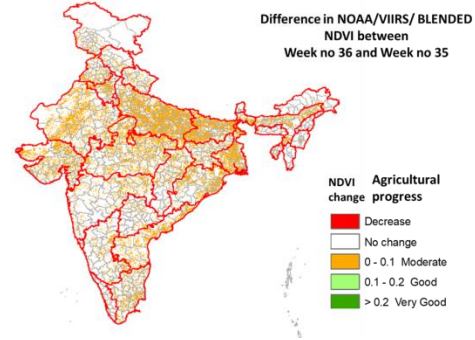 Difference in NOAA/VIIRS/ BLENDED
NDVI between
Week no 36 and Week no 35
NDVI change
Agricultural progress
Decrease
No change
0 - 0.1 Moderate
0.1 - 0.2 Good
> 0.2 Very Good